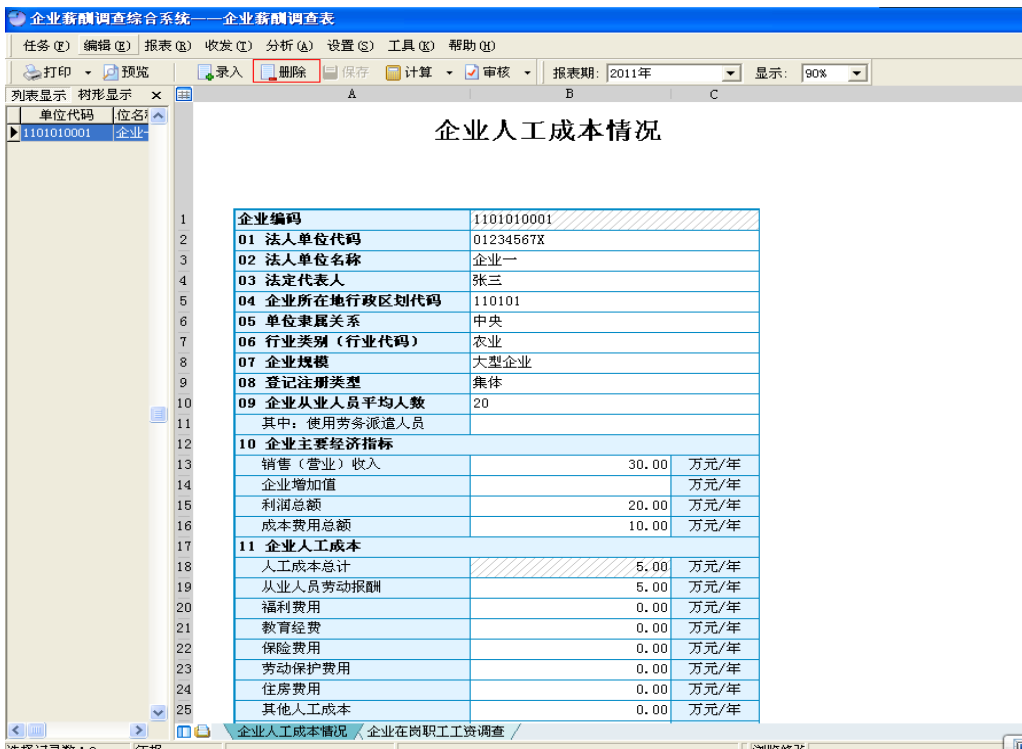 企业薪酬调查综合系统——企业薪酬调查表
任务(F) 编辑(E) 报表(R) 收发(T) 分析(A) 设置(S) 工具(K) 帮助(H)
打印 预览 录入 删除 保存 计算 审核 报表期: 2011年 显示: 90%
列表显示 树形显示 × A B C
单位代码
1101010001 企业一
企业人工成本情况
1 企业编码 1101010001
2 01 法人单位代码 01234567X
3 02 法人单位名称 企业一
4 03 法定代表人 张三
5 04 企业所在地行政区划代码 110101
6 05 单位隶属关系 中央
7 06 行业类别（行业代码） 农业
8 07 企业规模 大型企业
9 08 登记注册类型 集体
10 09 企业从业人员平均人数 20
11 其中：使用劳务派遣人员
12 10 企业主要经济指标
13 销售（营业）收入 30.00 万元/年
14 企业增加值 万元/年
15 利润总额 20.00 万元/年
16 成本费用总额 10.00 万元/年
17 11 企业人工成本
18 人工成本总计 5.00 万元/年
19 从业人员劳动报酬 5.00 万元/年
20 福利费用 0.00 万元/年
21 教育经费 0.00 万元/年
22 保险费用 0.00 万元/年
23 劳动保护费用 0.00 万元/年
24 住房费用 0.00 万元/年
25 其他人工成本 0.00 万元/年
企业人工成本情况 企业在岗职工工资调查